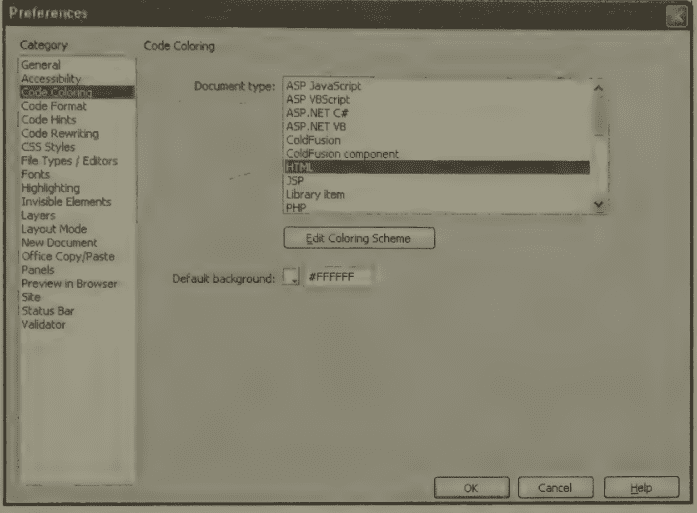 Preferences
Category
General
Accessibility
Code Coloring
Code Format
Code Hints
Code Rewriting
CSS Styles
File Types / Editors
Fonts
Highlighting
Invisible Elements
Layers
Layout Mode
New Document
Office Copy/Paste
Panels
Preview in Browser
Site
Status Bar
Validator
Code Coloring
Document type:
ASP JavaScript
ASP VBScript
ASP.NET C#
ASP.NET VB
ColdFusion
ColdFusion component
HTML
JSP
Library item
PHP
Edit Coloring Scheme
Default background: #FFFFFF
OK Cancel Help